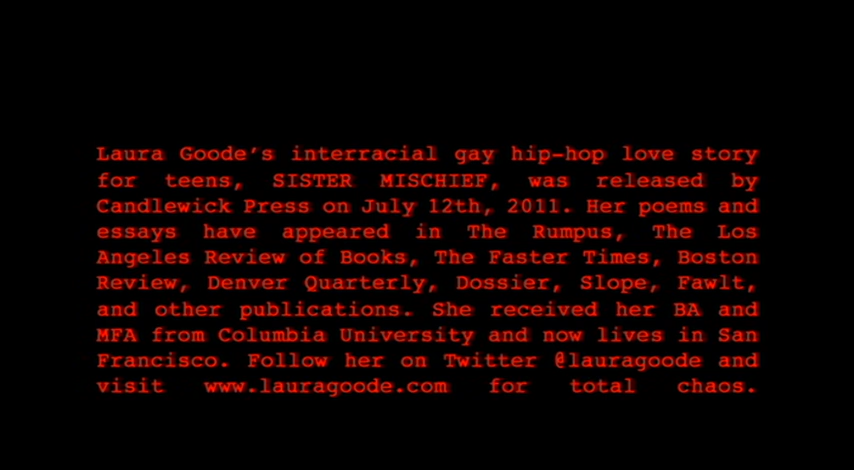 Laura Goode's interracial gay hip-hop love story
for teens, SISTER MISCHIEF, was released by
Candlewick Press on July 12th, 2011. Her poems and
essays have appeared in The Rumpus, The Los
Angeles Review of Books, The Faster Times, Boston
Review, Denver Quarterly, Dossier, Slope, Fawlt,
and other publications. She received her BA and
MFA from Columbia University and now lives in San
Francisco. Follow her on Twitter @lauragoode and
visit www.lauragoode.com for total chaos.